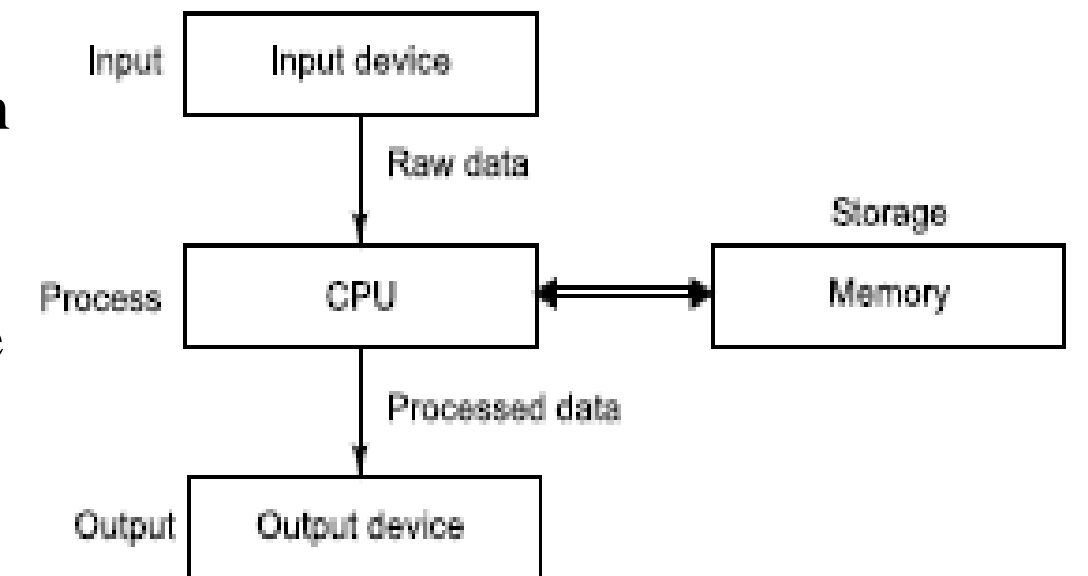 Input Input device
n
Raw data
Storage
Process CPU Memory
e
Processed data
Output Output device